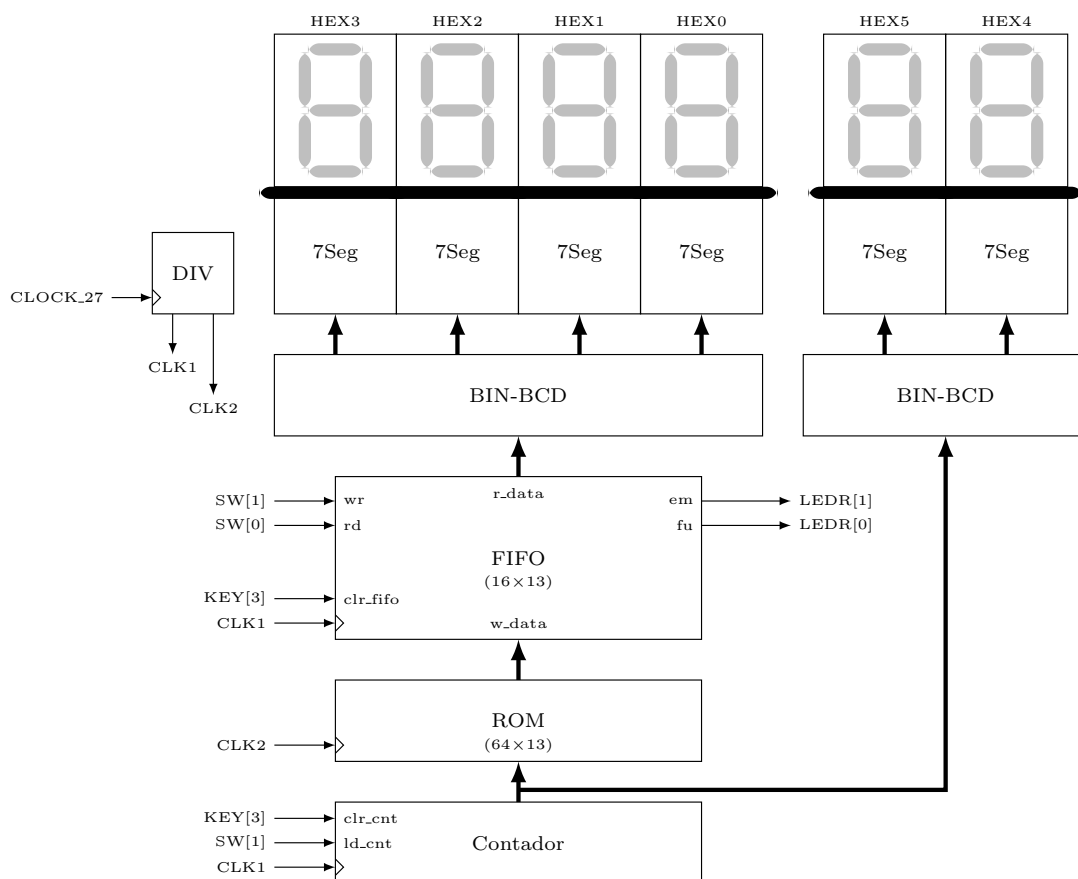 HEX3 HEX2 HEX1 HEX0 HEX5 HEX4
7Seg 7Seg 7Seg 7Seg 7Seg 7Seg
DIV
CLOCK_27
CLK1
CLK2
BIN-BCD BIN-BCD
SW[1] wr r_data em LEDR[1]
SW[0] rd fu LEDR[0]
FIFO
(16×13)
KEY[3] clr_fifo
CLK1 w_data
ROM
CLK2 (64×13)
KEY[3] clr_cnt
SW[1] ld_cnt Contador
CLK1